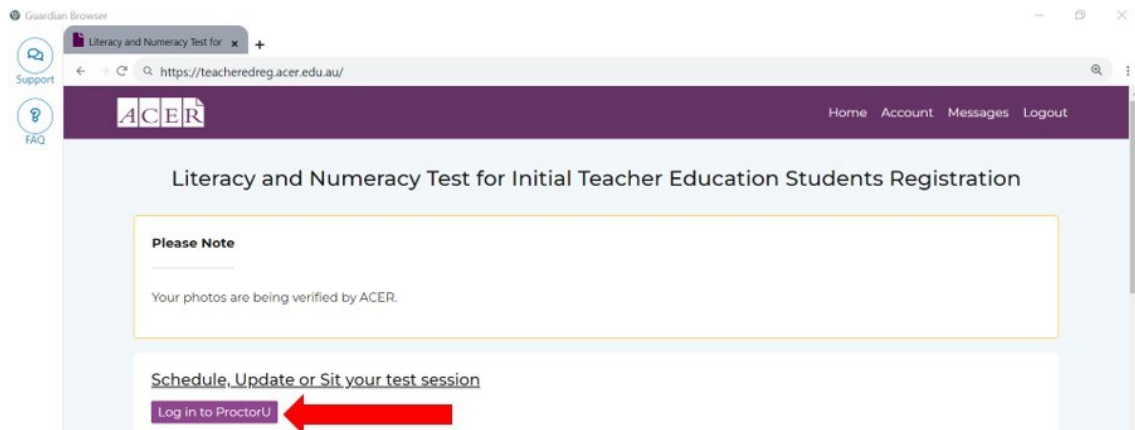 Guardian Browser
Literacy and Numeracy Test for x +
Support
https://teacheredreg.acer.edu.au/
FAQ
ACER
Home Account Messages Logout
Literacy and Numeracy Test for Initial Teacher Education Students Registration
Please Note
Your photos are being verified by ACER.
Schedule, Update or Sit your test session
Log in to ProctorU